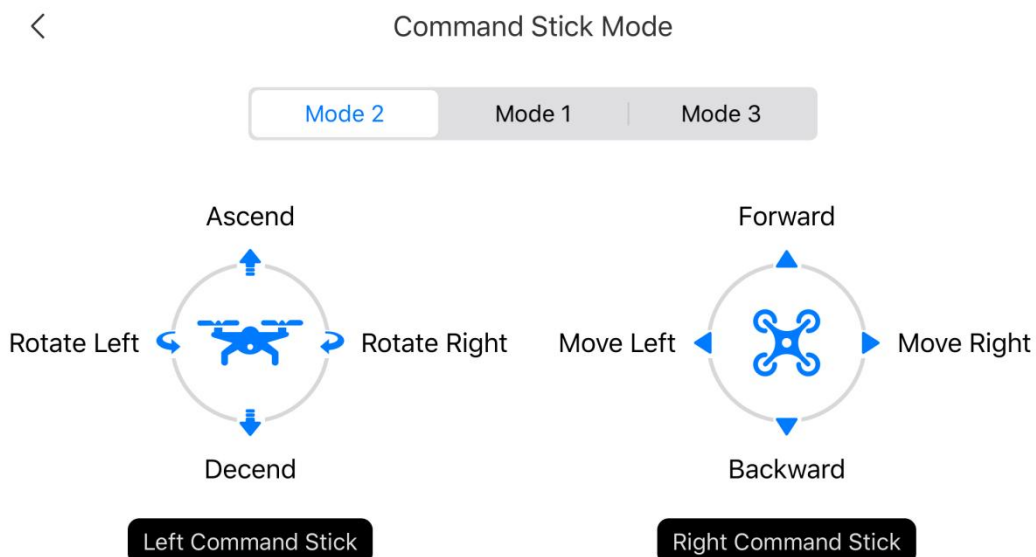 Command Stick Mode
Mode 2 Mode 1 Mode 3
Ascend
Rotate Left Rotate Right
Decend
Left Command Stick
Forward
Move Left Move Right
Backward
Right Command Stick